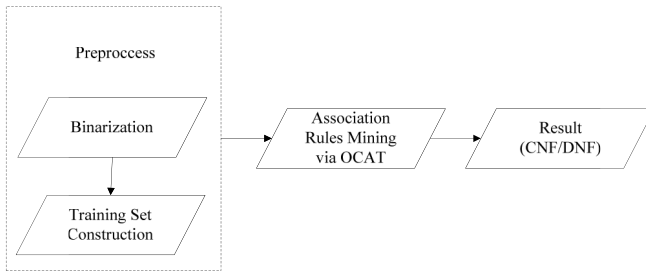 Preproccess
Binarization
Training Set
Construction
Association
Rules Mining
via OCAT
Result
(CNF/DNF)